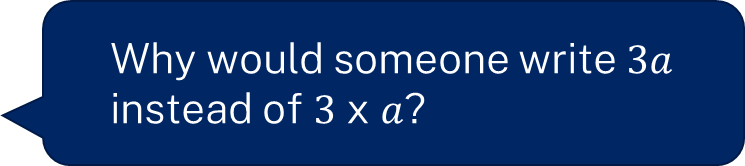 Why would someone write 3𝑎
instead of 3 x 𝑎?